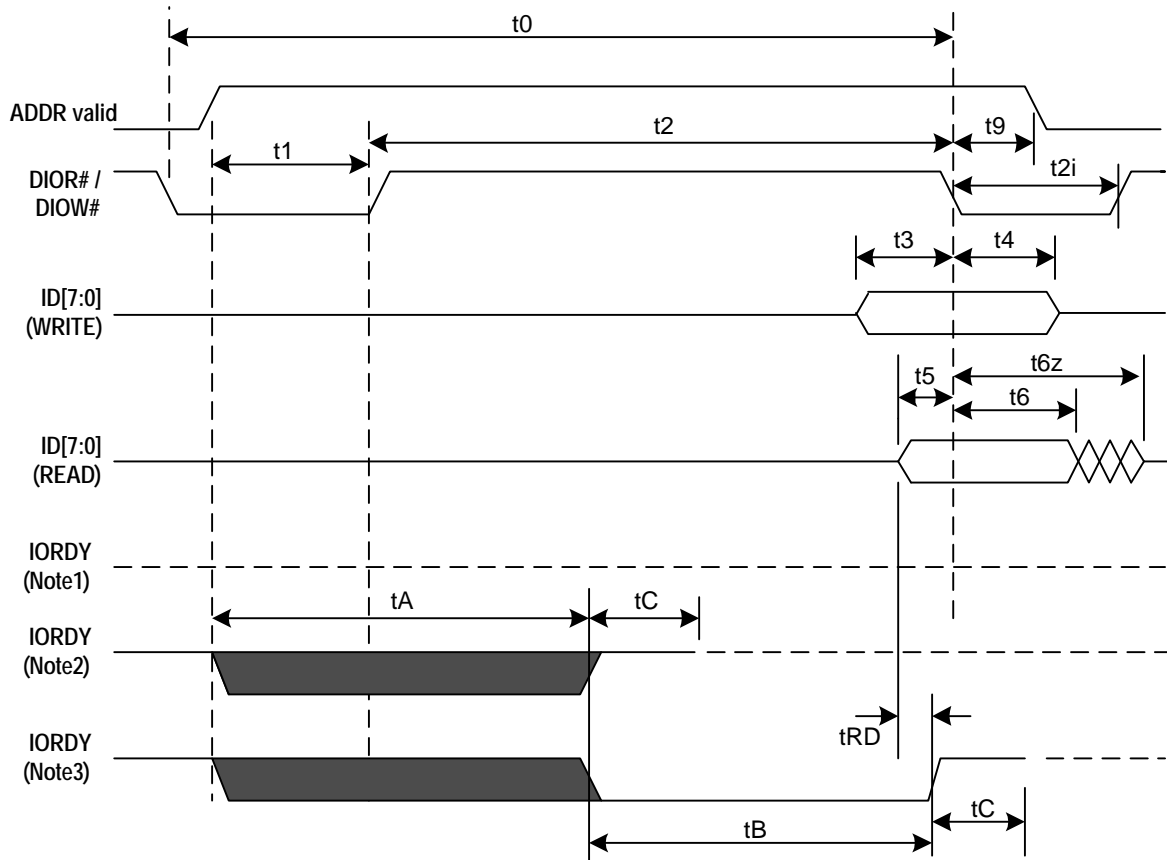 t0
ADDR valid
t2
t9
t1
DIOR# /
DIOW#
t2i
t3
t4
ID[7:0]
(WRITE)
t6z
t5
t6
ID[7:0]
(READ)
IORDY
(Note1)
tA
tC
IORDY
(Note2)
tRD
IORDY
(Note3)
tC
tB